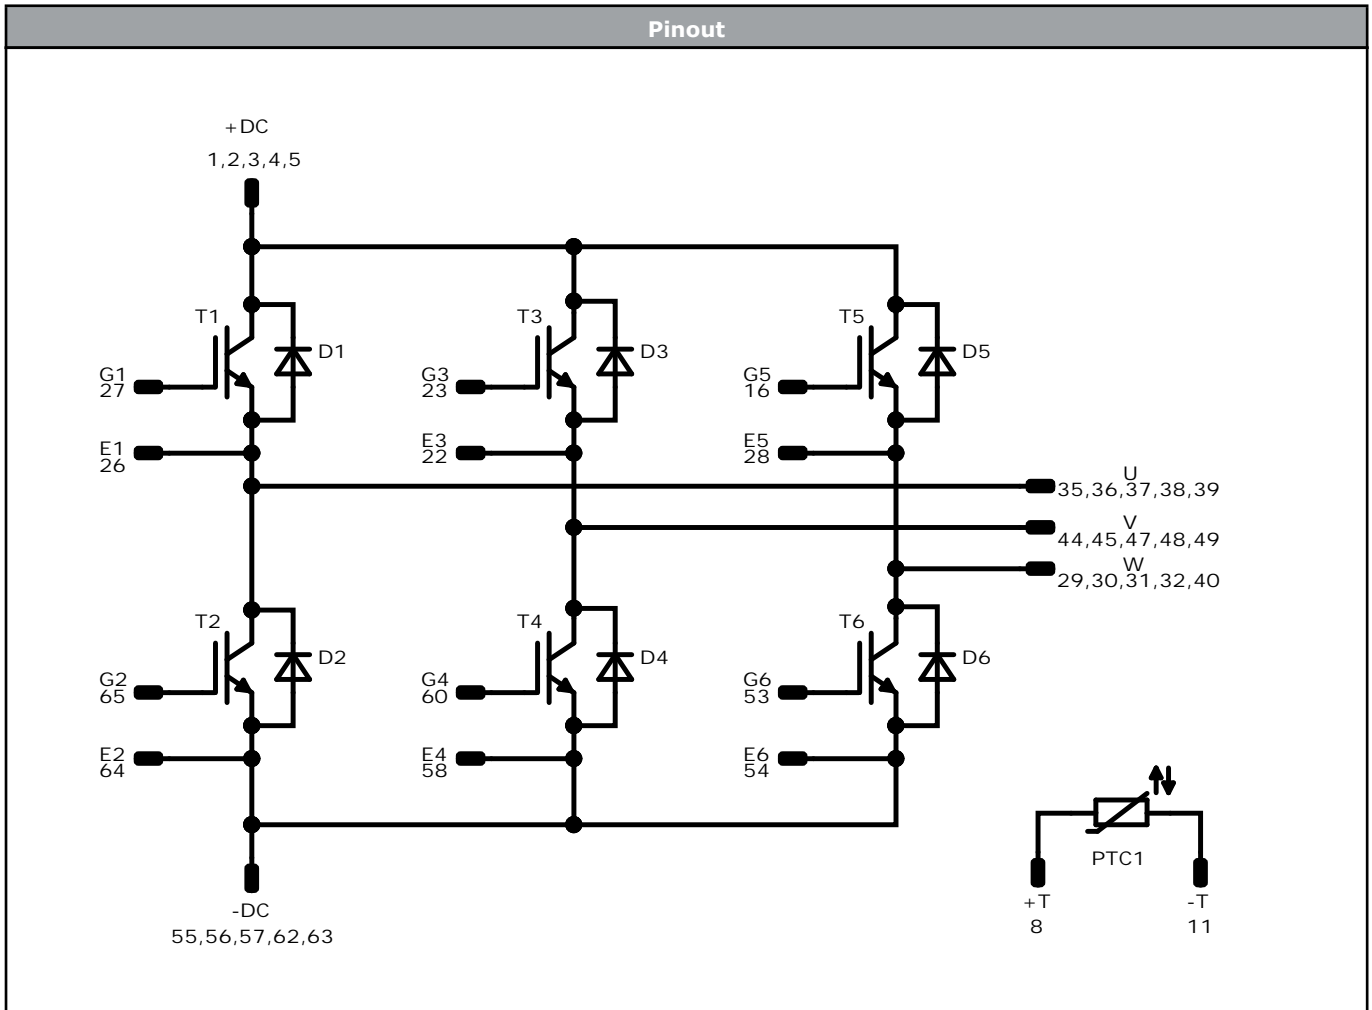 Pinout
+DC
1,2,3,4,5
T1
D1
G1
27
E1
26
T3
D3
G3
23
E3
22
T5
D5
G5
16
E5
28
U
35,36,37,38,39
V
44,45,47,48,49
W
29,30,31,32,40
T2
D2
G2
65
E2
64
T4
D4
G4
60
E4
58
T6
D6
G6
53
E6
54
PTC1
+T
8
-T
11
-DC
55,56,57,62,63